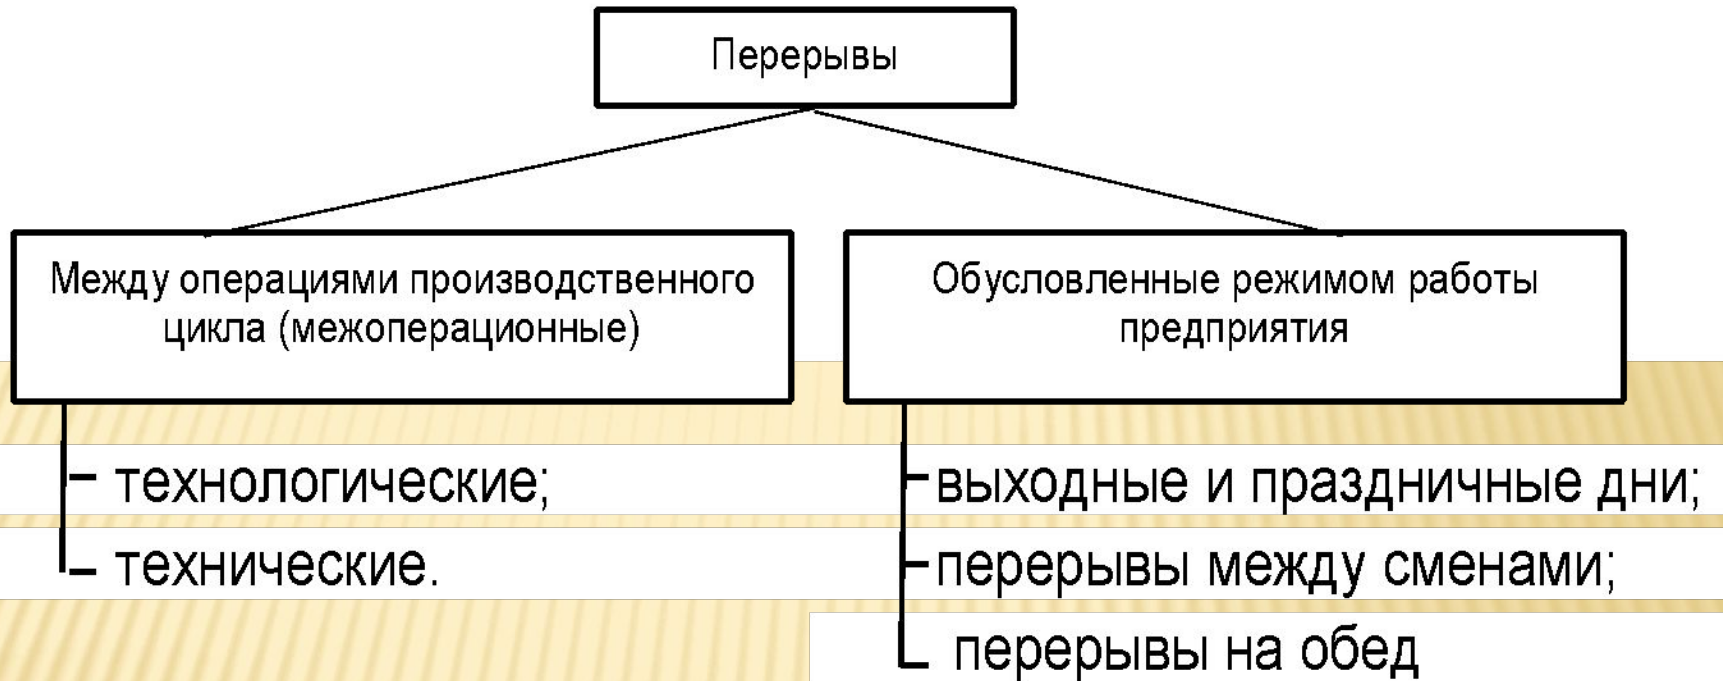 Перерывы
Между операциями производственного
цикла (межоперационные)
– технологические;
– технические.
Обусловленные режимом работы
предприятия
выходные и праздничные дни;
перерывы между сменами;
перерывы на обед